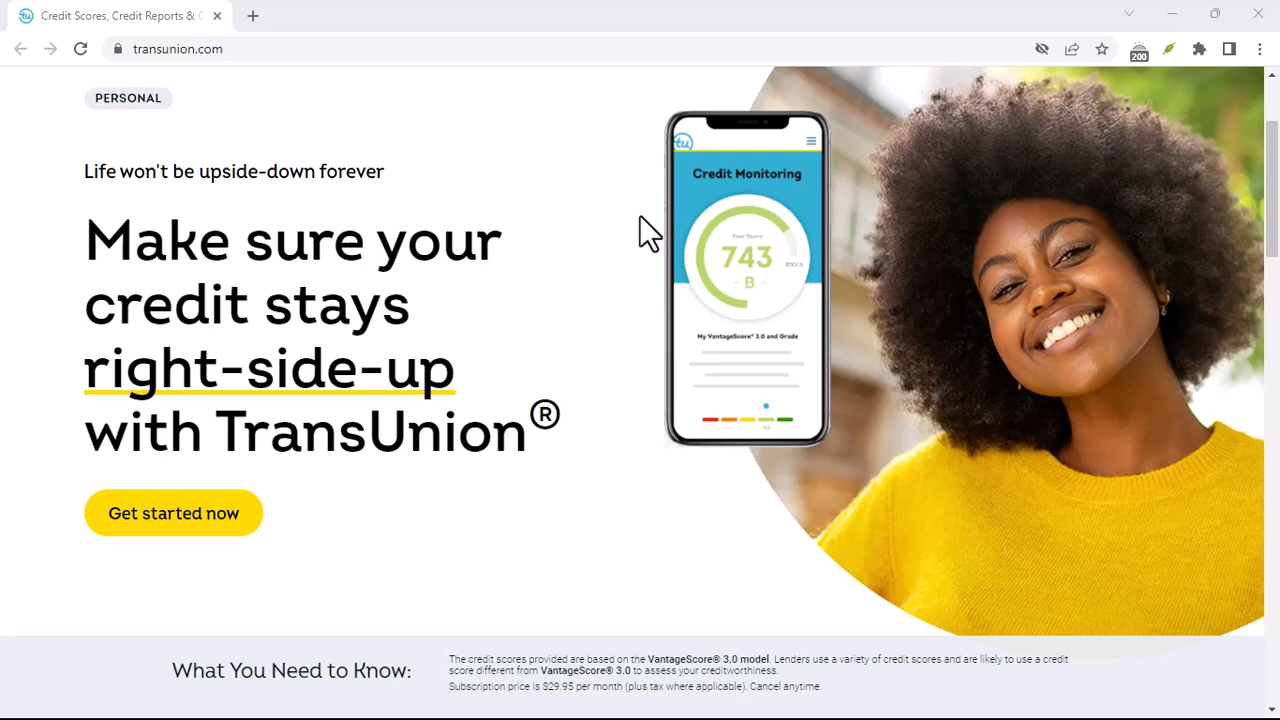 Credit Scores, Credit Reports & C
transunion.com
200
PERSONAL
Life won't be upside-down forever
Make sure your
credit stays
right-side-up
with TransUnion®
Get started now
tu
Credit Monitoring
Your Score
743
B
My VantageScore® 3.0 and Grade
What You Need to Know:
The credit scores provided are based on the VantageScore® 3.0 model. Lenders use a variety of credit scores and are likely to use a credit
score different from VantageScore® 3.0 to assess your creditworthiness.
Subscription price is $29.95 per month (plus tax where applicable). Cancel anytime.